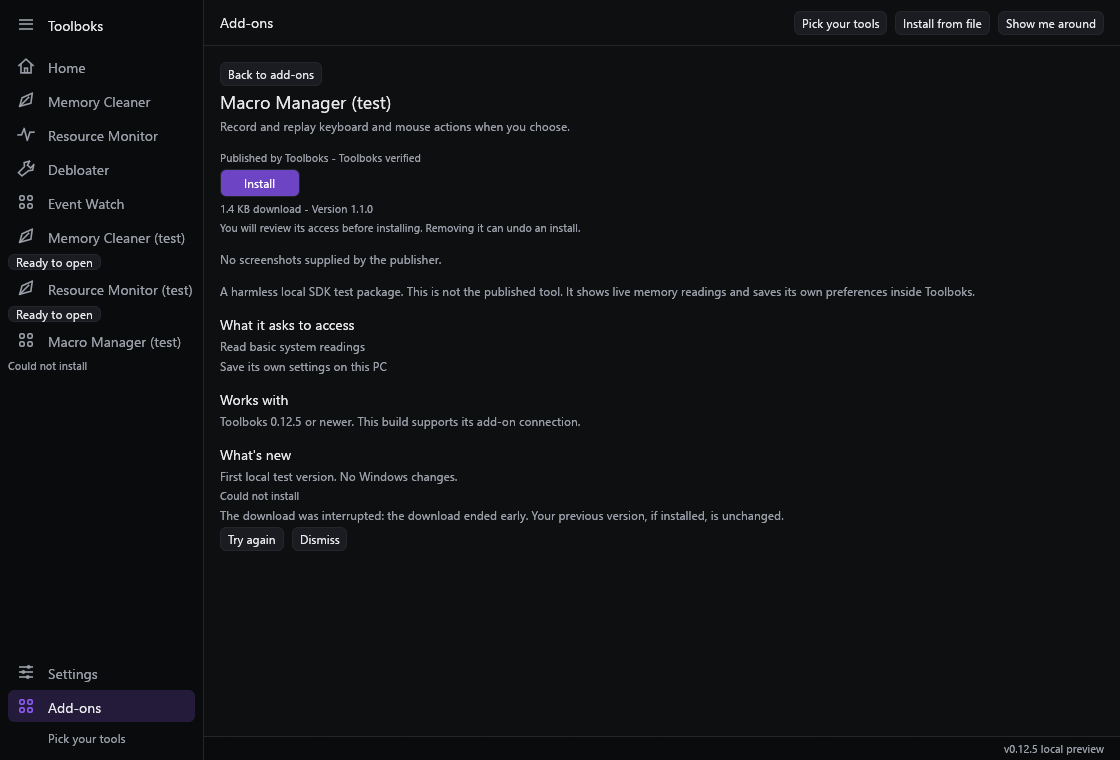 Toolboks
Home
Memory Cleaner
Resource Monitor
Debloater
Event Watch
Memory Cleaner (test)
Ready to open
Resource Monitor (test)
Ready to open
Macro Manager (test)
Could not install
Settings
Add-ons
Pick your tools
Add-ons
Pick your tools
Install from file
Show me around
Back to add-ons
Macro Manager (test)
Record and replay keyboard and mouse actions when you choose.
Published by Toolboks - Toolboks verified
Install
1.4 KB download - Version 1.1.0
You will review its access before installing. Removing it can undo an install.
No screenshots supplied by the publisher.
A harmless local SDK test package. This is not the published tool. It shows live memory readings and saves its own preferences inside Toolboks.
What it asks to access
Read basic system readings
Save its own settings on this PC
Works with
Toolboks 0.12.5 or newer. This build supports its add-on connection.
What's new
First local test version. No Windows changes.
Could not install
The download was interrupted: the download ended early. Your previous version, if installed, is unchanged.
Try again
Dismiss
v0.12.5 local preview